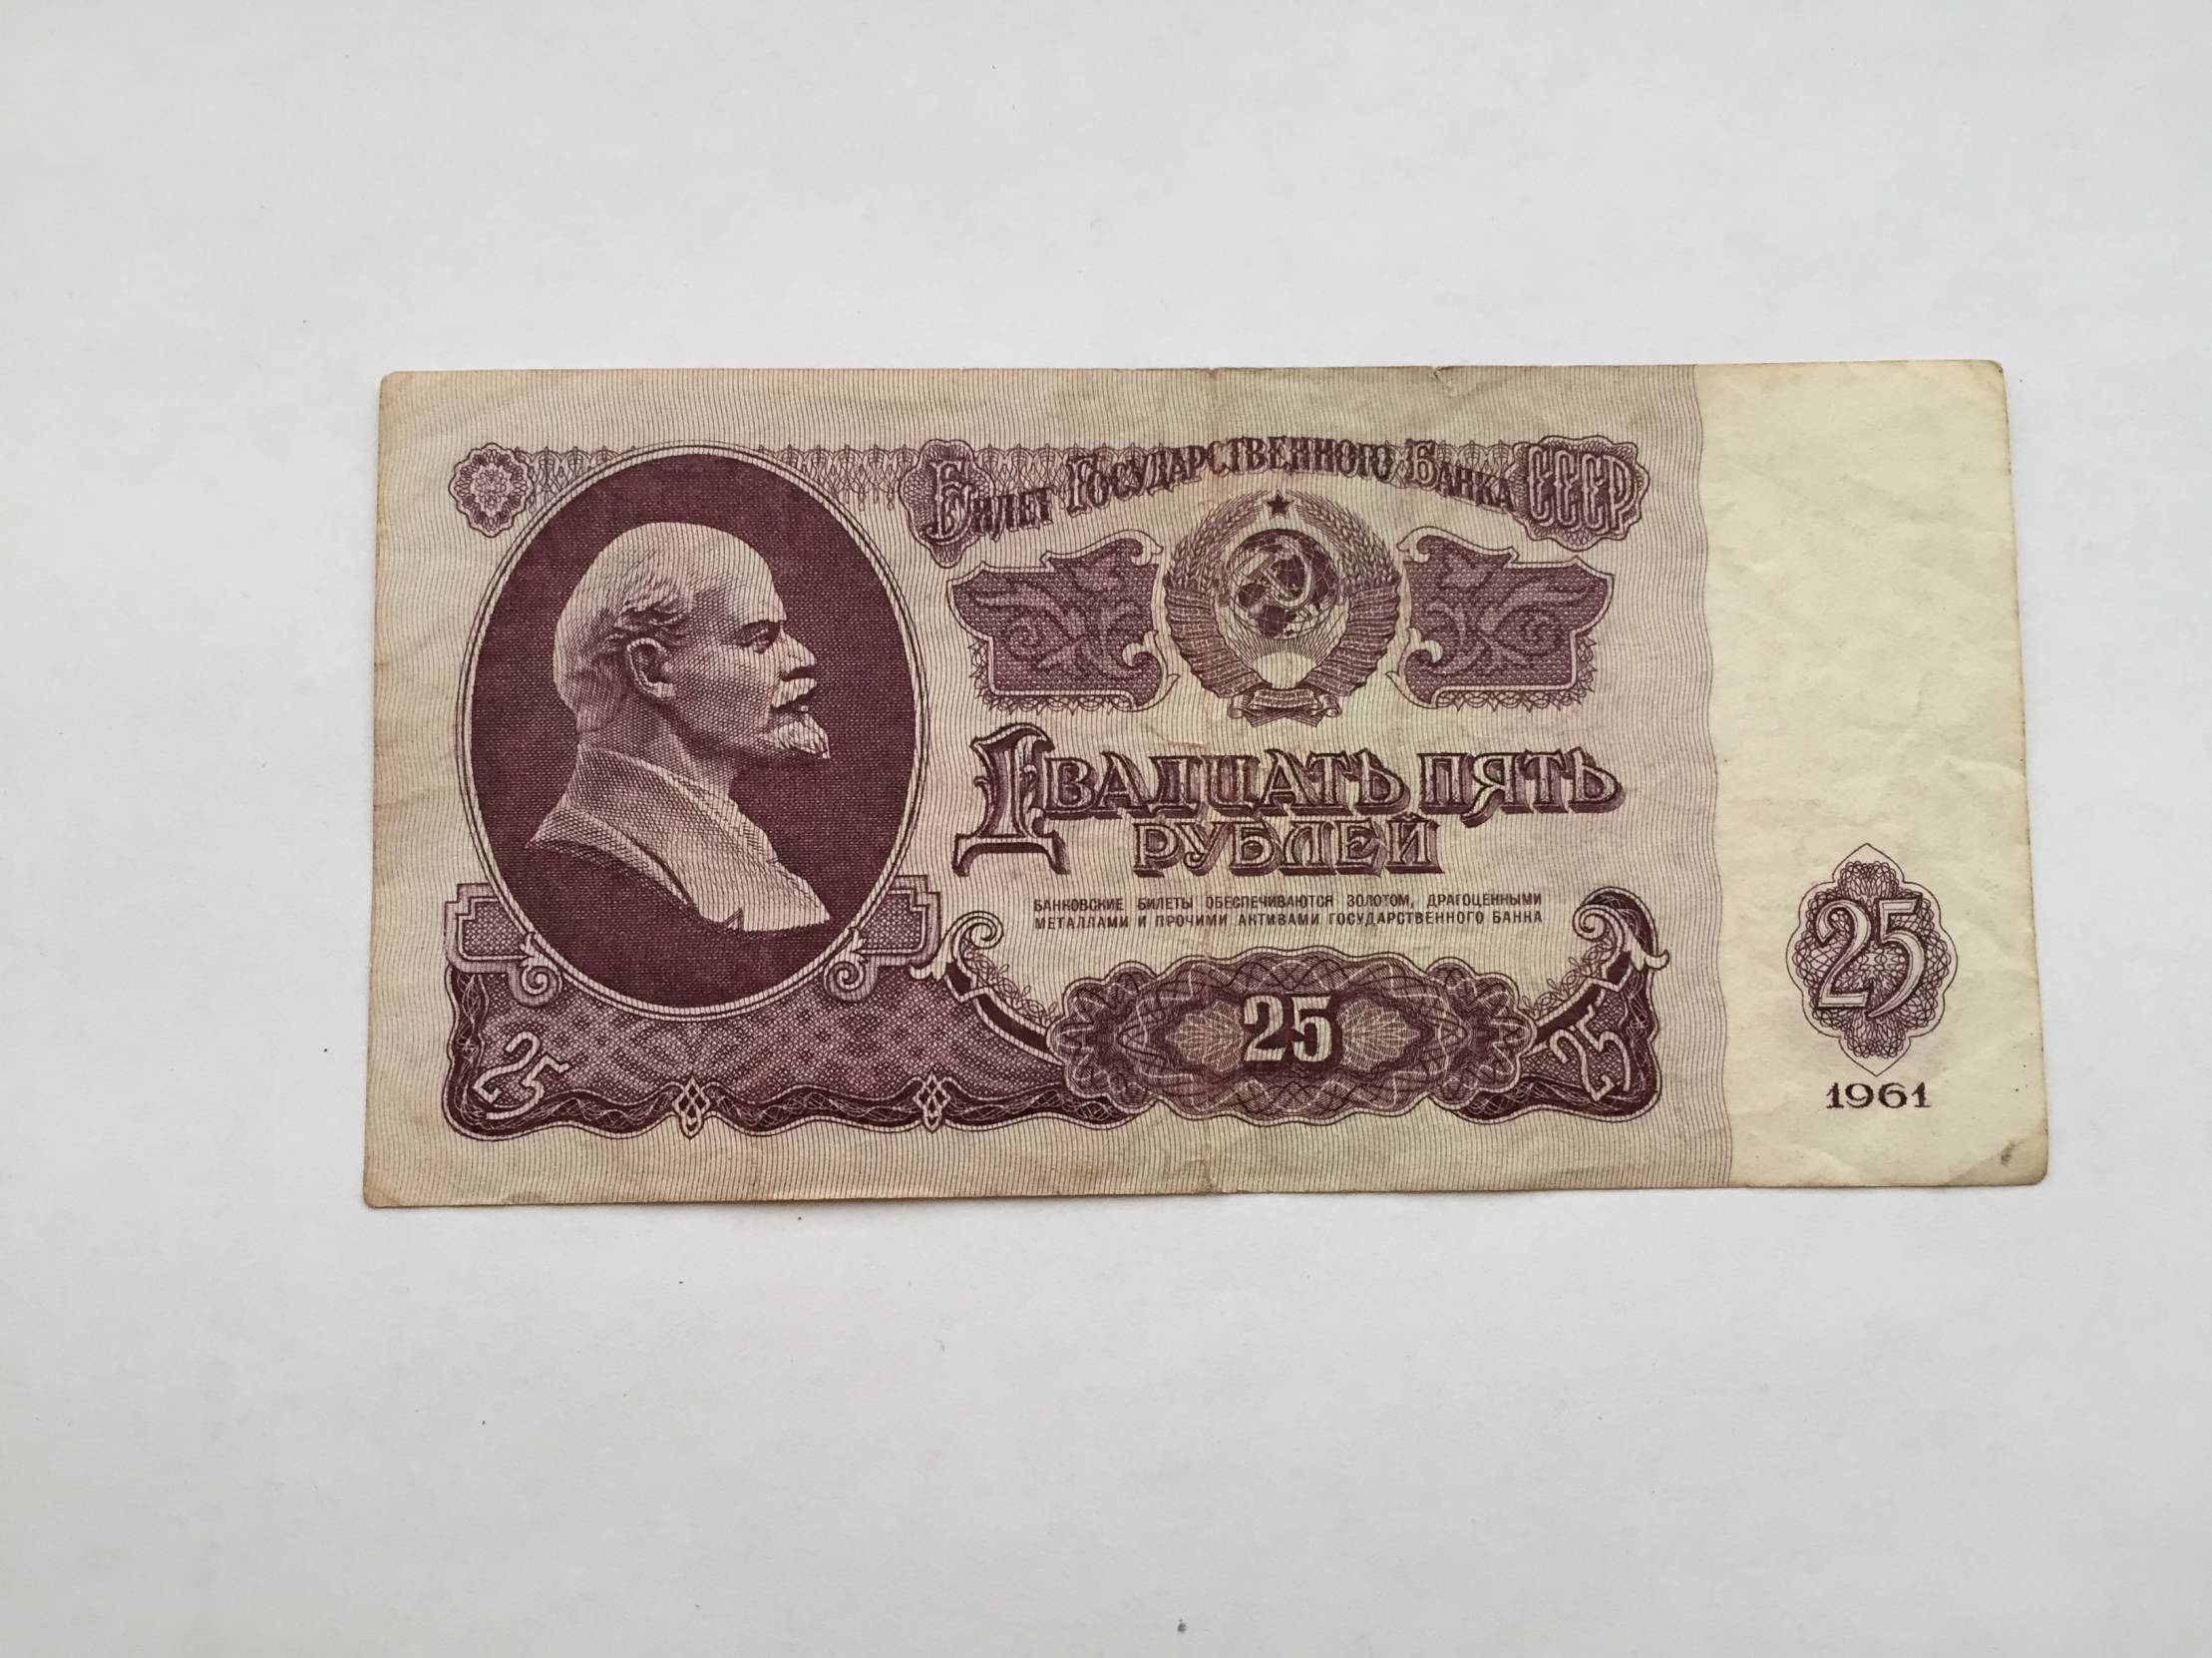 Билет Государственного Банка СССР
Двадцать пять
рублей
БАНКОВСКИЕ БИЛЕТЫ ОБЕСПЕЧИВАЮТСЯ ЗОЛОТОМ, ДРАГОЦЕННЫМИ
МЕТАЛЛАМИ И ПРОЧИМИ АКТИВАМИ ГОСУДАРСТВЕННОГО БАНКА
25
25
25
25
1961